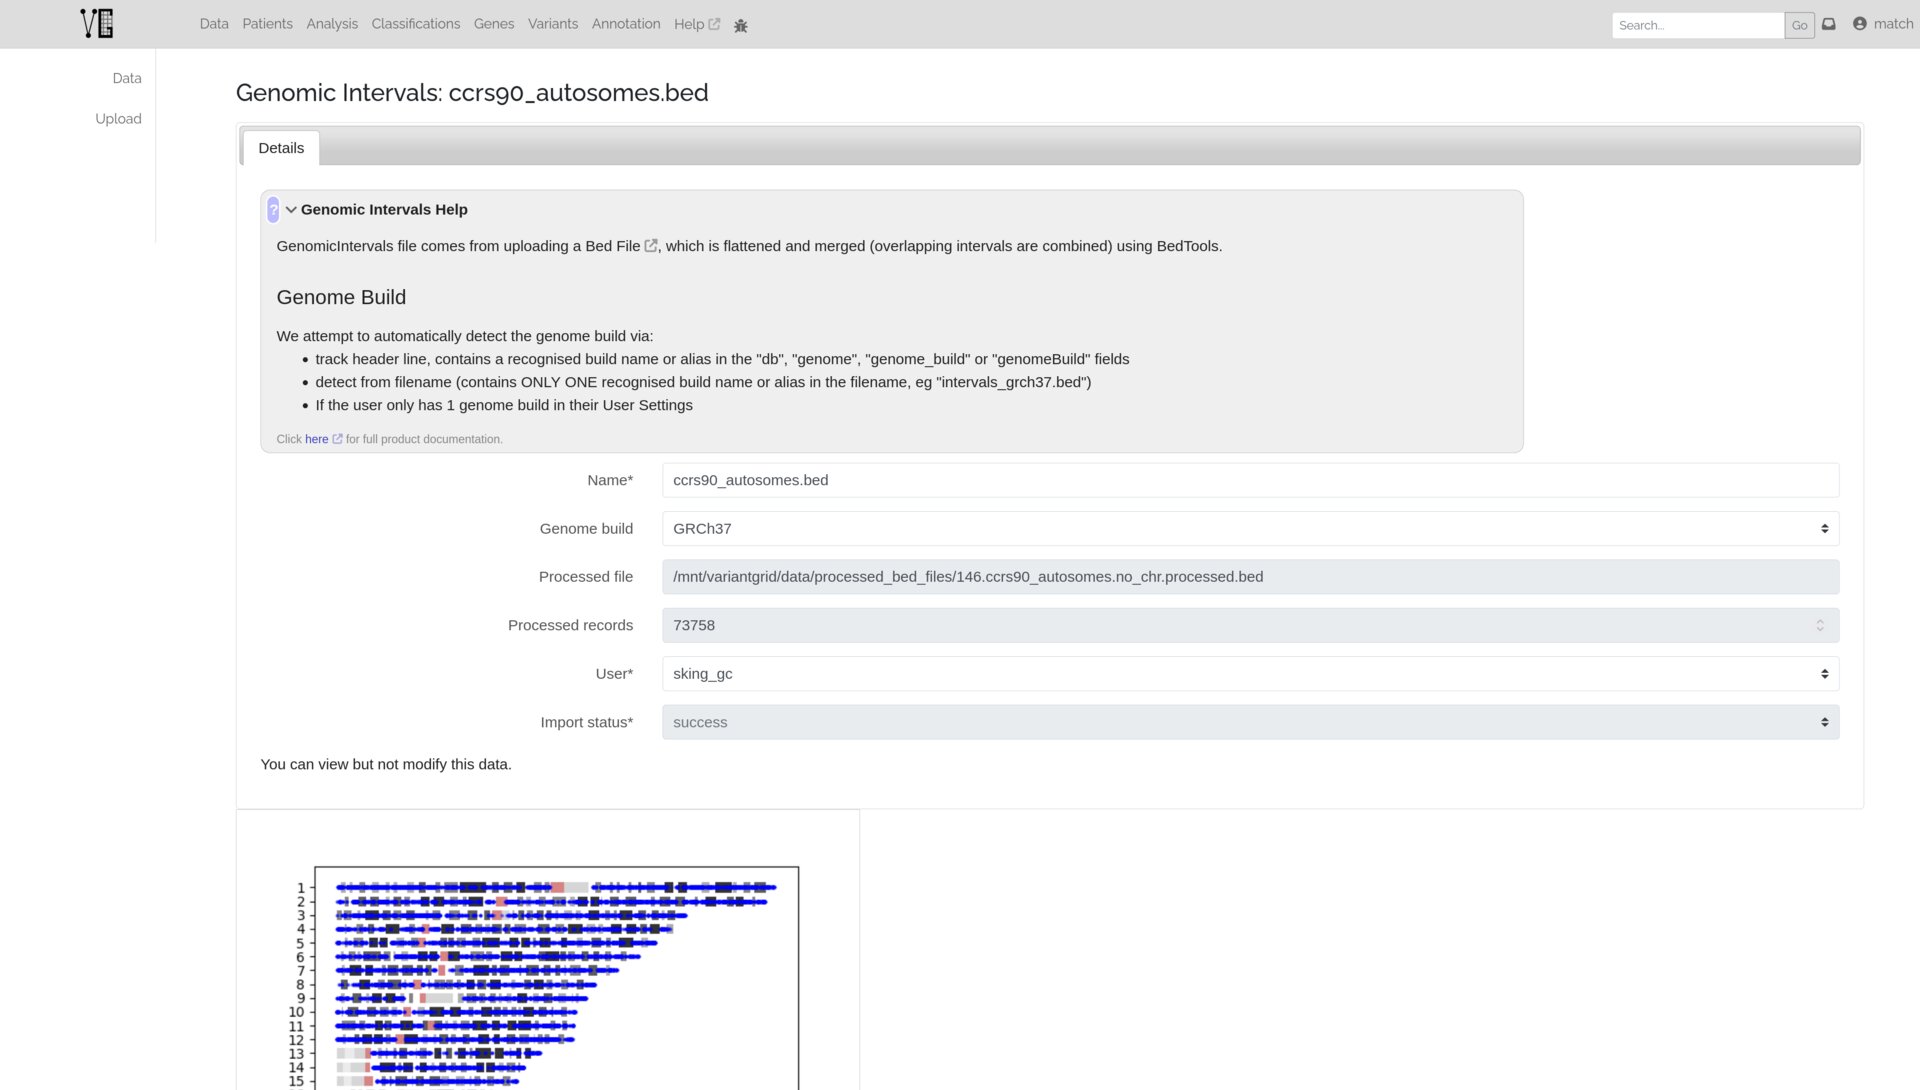 VG Data Patients Analysis Classifications Genes Variants Annotation Help Search... Go match
Data
Upload
Genomic Intervals: ccrs90_autosomes.bed
Details
? Genomic Intervals Help
GenomicIntervals file comes from uploading a Bed File , which is flattened and merged (overlapping intervals are combined) using BedTools.
Genome Build
We attempt to automatically detect the genome build via:
• track header line, contains a recognised build name or alias in the "db", "genome", "genome_build" or "genomeBuild" fields
• detect from filename (contains ONLY ONE recognised build name or alias in the filename, eg "intervals_grch37.bed")
• If the user only has 1 genome build in their User Settings
Click here for full product documentation.
Name* ccrs90_autosomes.bed
Genome build GRCh37
Processed file /mnt/variantgrid/data/processed_bed_files/146.ccrs90_autosomes.no_chr.processed.bed
Processed records 73758
User* sking_gc
Import status* success
You can view but not modify this data.
1
2
3
4
5
6
7
8
9
10
11
12
13
14
15